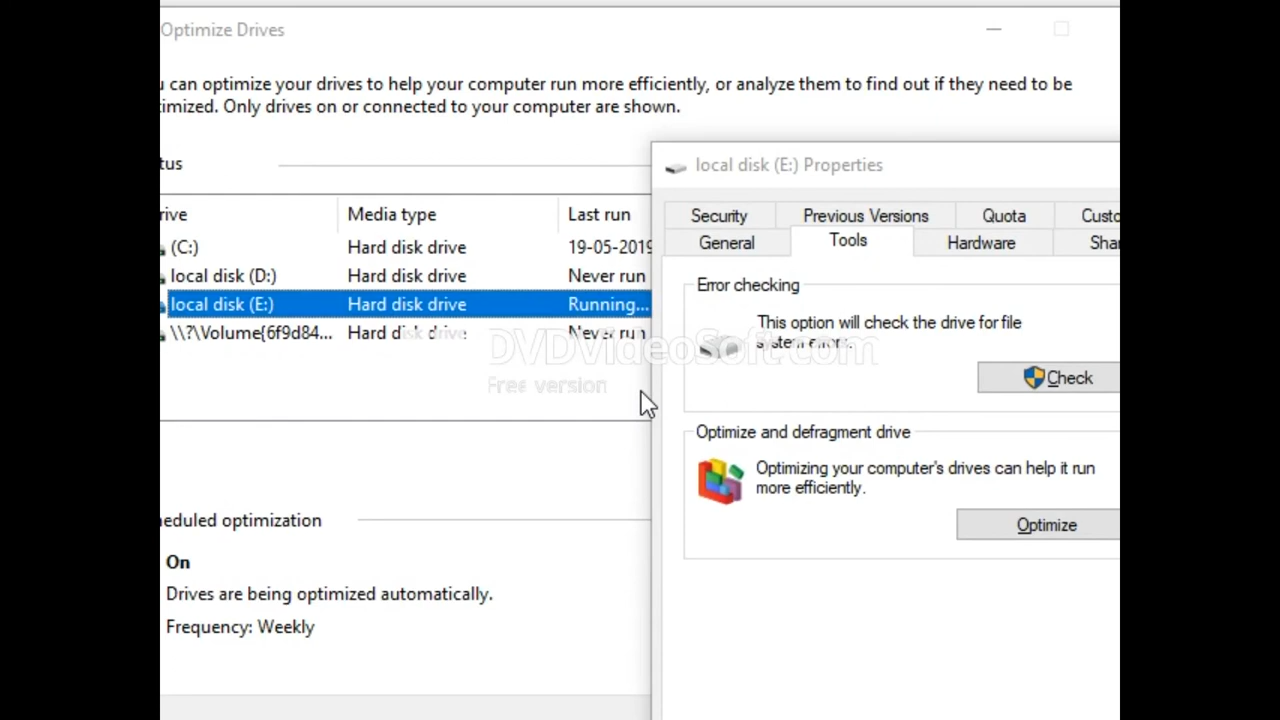 Optimize Drives
u can optimize your drives to help your computer run more efficiently, or analyze them to find out if they need to be
timized. Only drives on or connected to your computer are shown.
tus
rive Media type Last run
(C:) Hard disk drive 19-05-2019
local disk (D:) Hard disk drive Never run
local disk (E:) Hard disk drive Running...
\\?\Volume{6f9d84... Hard disk drive Never run
DVDVideoSoft.com
Free version
eduled optimization
On
Drives are being optimized automatically.
Frequency: Weekly
local disk (E:) Properties
Security Previous Versions Quota Custo
General Tools Hardware Shar
Error checking
This option will check the drive for file
system errors.
Check
Optimize and defragment drive
Optimizing your computer's drives can help it run
more efficiently.
Optimize